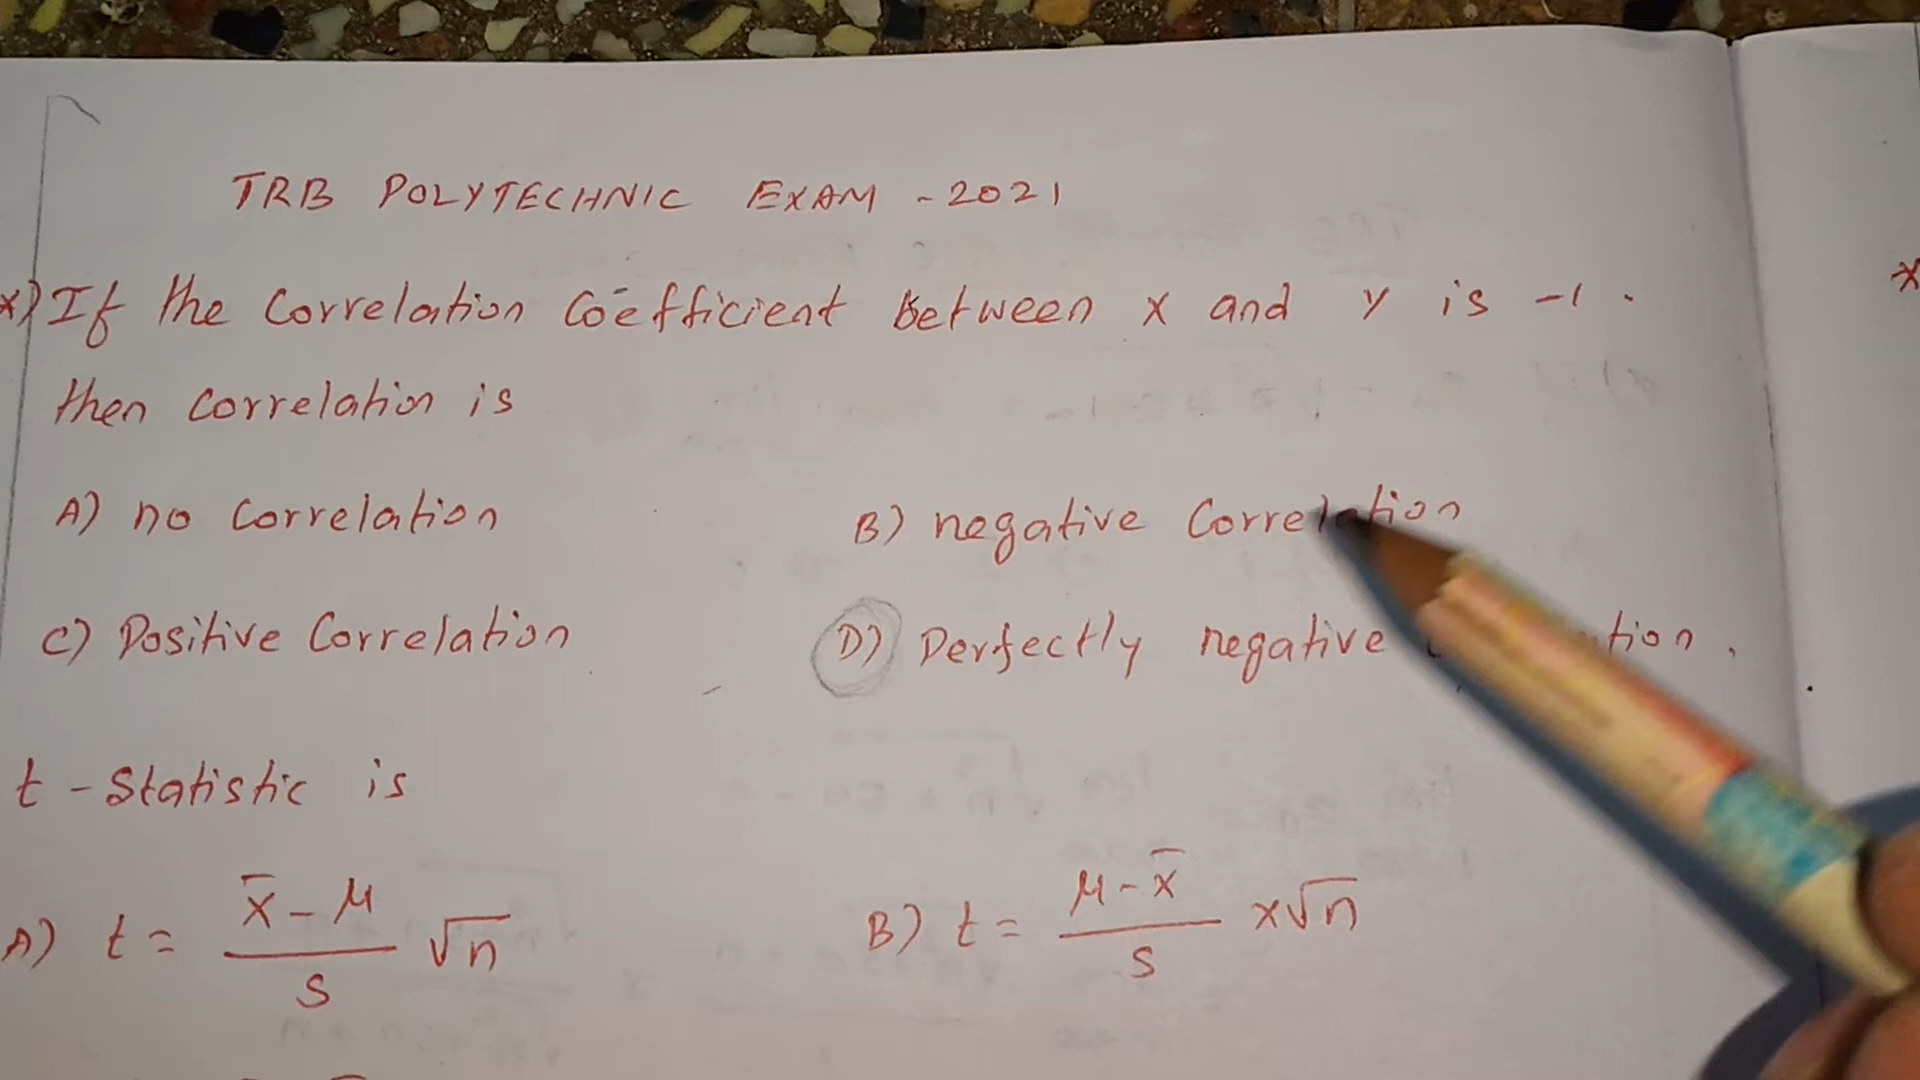 TRB POLYTECHNIC EXAM - 2021
*) If the Correlation Coefficient between x and y is -1.
then correlation is
A) no correlation
B) negative Correlation
C) Positive Correlation
D) Perfectly negative
t - Statistic is
A) t = x̄ - μ / s √n
B) t = μ - x̄ / s x√n